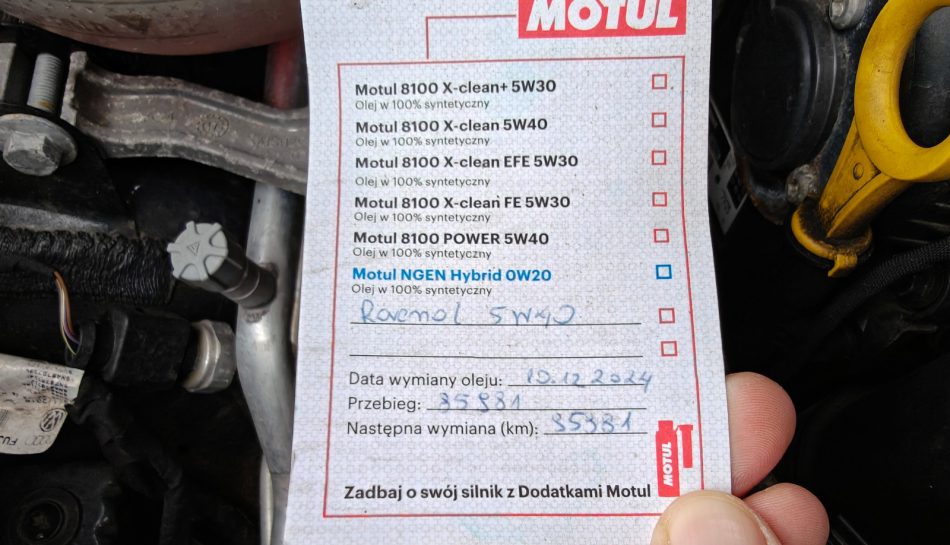 MOTUL
Motul 8100 X-clean+ 5W30
Olej w 100% syntetyczny
Motul 8100 X-clean 5W40
Olej w 100% syntetyczny
Motul 8100 X-clean EFE 5W30
Olej w 100% syntetyczny
Motul 8100 X-clean FE 5W30
Olej w 100% syntetyczny
Motul 8100 POWER 5W40
Olej w 100% syntetyczny
Motul NGEN Hybrid 0W20
Olej w 100% syntetyczny
Ravenol 5W40
Data wymiany oleju: 10.12.2024
Przebieg: 85981
Następna wymiana (km): 95981
MOTUL
Zadbaj o swój silnik z Dodatkami Motul